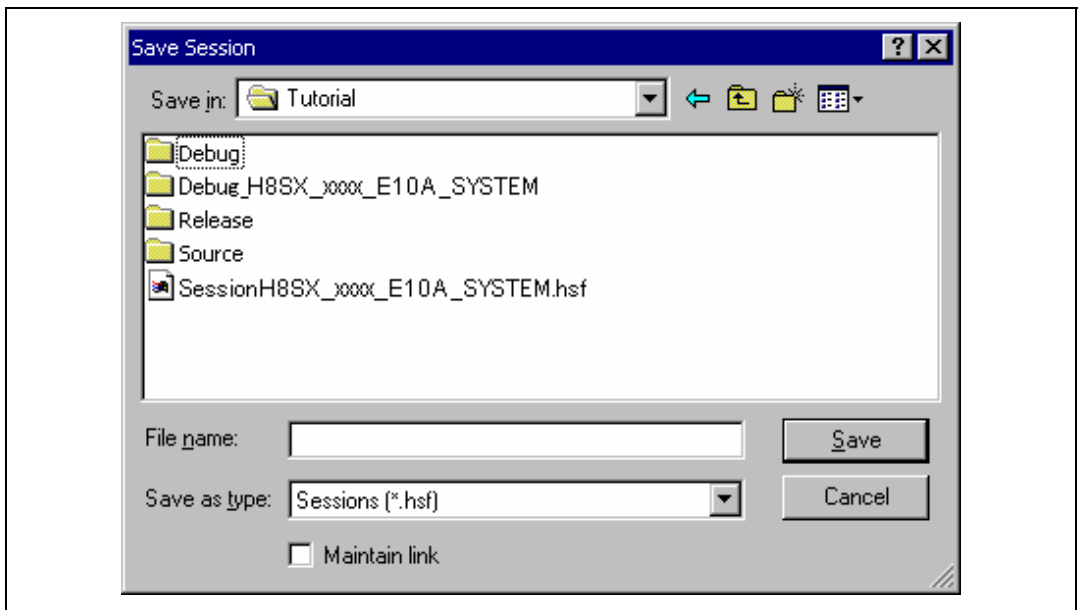 Save Session
Save in: Tutorial
Debug
Debug_H8SX_xxxx_E10A_SYSTEM
Release
Source
SessionH8SX_xxxx_E10A_SYSTEM.hsf
File name:
Save
Save as type: Sessions (*.hsf)
Cancel
Maintain link